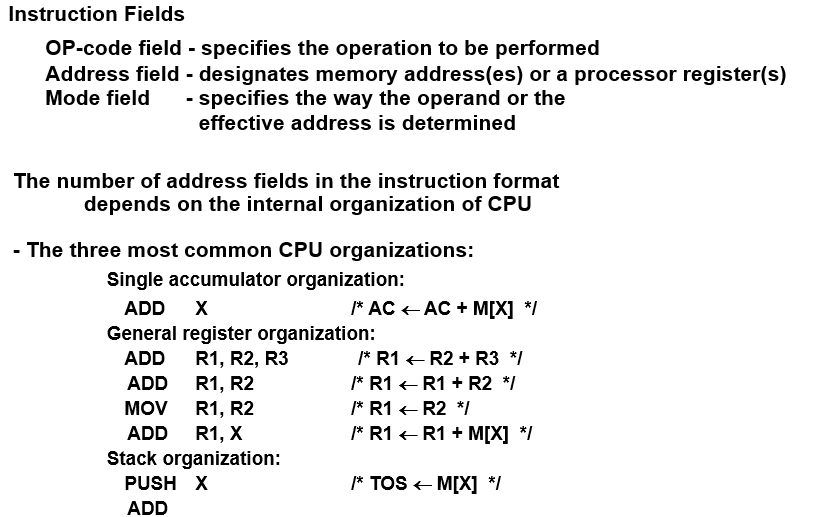 Instruction Fields
OP-code field - specifies the operation to be performed
Address field - designates memory address(es) or a processor register(s)
Mode field - specifies the way the operand or the
effective address is determined
The number of address fields in the instruction format
depends on the internal organization of CPU
- The three most common CPU organizations:
Single accumulator organization:
ADD X /* AC ← AC + M[X] */
General register organization:
ADD R1, R2, R3 /* R1 ← R2 + R3 */
ADD R1, R2 /* R1 ← R1 + R2 */
MOV R1, R2 /* R1 ← R2 */
ADD R1, X /* R1 ← R1 + M[X] */
Stack organization:
PUSH X /* TOS ← M[X] */
ADD